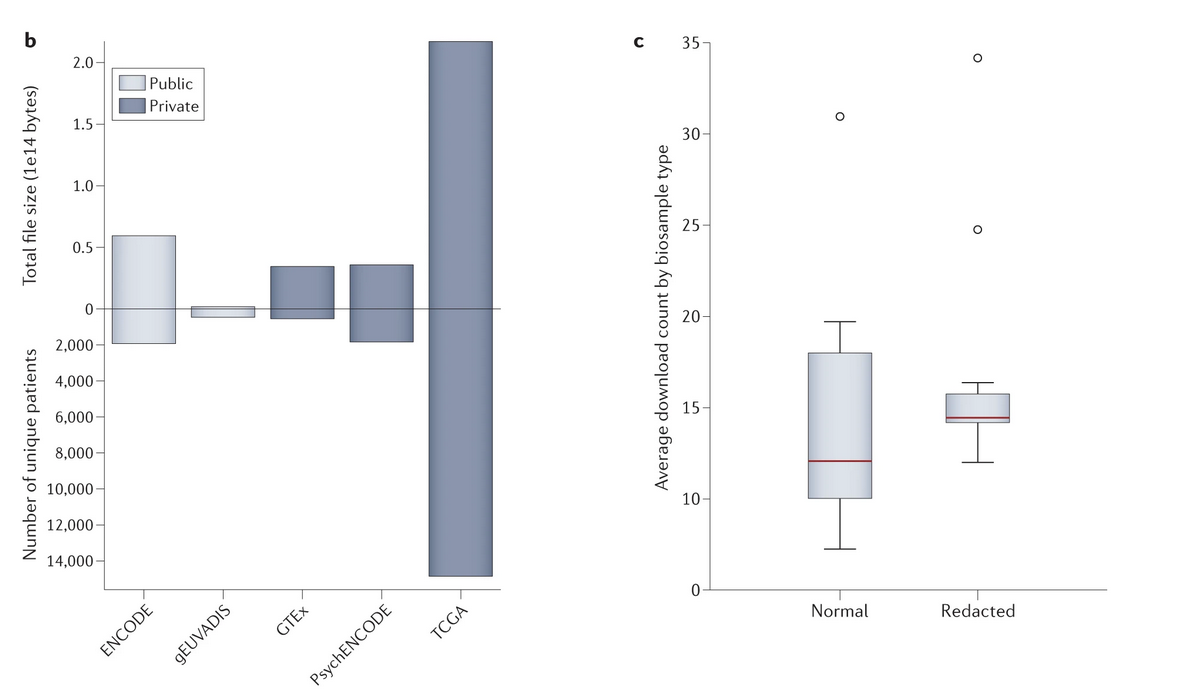 b
Total file size (1e14 bytes)
2.0
1.5
1.0
0.5
0
Public
Private
Number of unique patients
2,000
4,000
6,000
8,000
10,000
12,000
14,000
ENCODE
gEUVADIS
GTEx
PsychENCODE
TCGA
c
Average download count by biosample type
35
30
25
20
15
10
0
Normal
Redacted